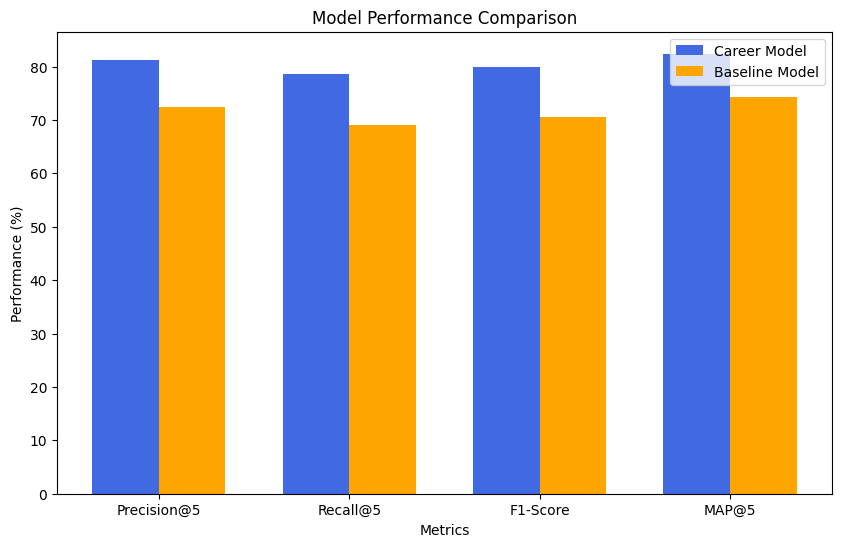 Model Performance Comparison
Career Model
Baseline Model
Performance (%)
80
70
60
50
40
30
20
10
0
Precision@5 Recall@5 F1-Score MAP@5
Metrics